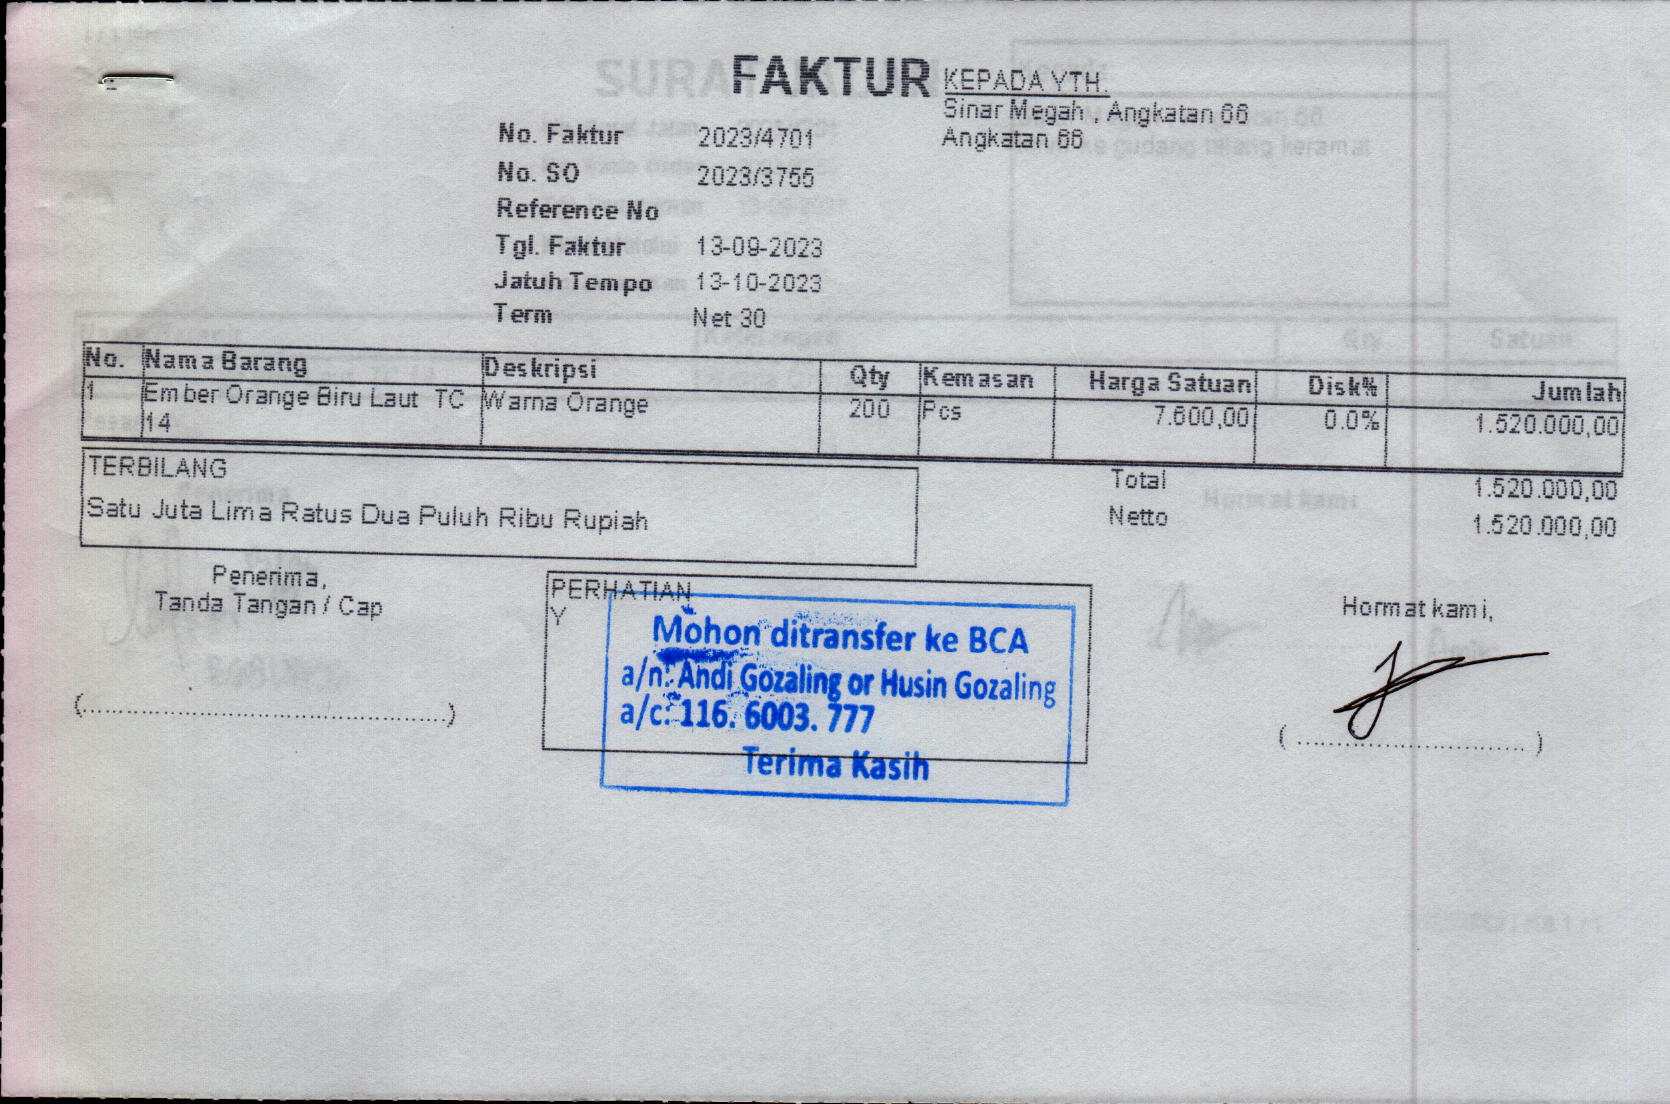 FAKTUR
KEPADA YTH.
Sinar Megah , Angkatan 66
Angkatan 66
No. Faktur 2023/4701
No. SO 2023/3755
Reference No
Tgl. Faktur 13-09-2023
Jatuh Tempo 13-10-2023
Term Net 30
No. Nama Barang Deskripsi Qty Kemasan Harga Satuan Disk% Jumlah
1 Ember Orange Biru Laut TC Warna Orange 200 Pcs 7.600,00 0.0% 1.520.000,00
14
TERBILANG
Satu Juta Lima Ratus Dua Puluh Ribu Rupiah
Total 1.520.000,00
Netto 1.520.000,00
Penerima,
Tanda Tangan / Cap
(..............................................)
PERHATIAN
Y
Mohon ditransfer ke BCA
a/n: Andi Gozaling or Husin Gozaling
a/c: 116. 6003. 777
Terima Kasih
Hormat kami,
( ............................. )